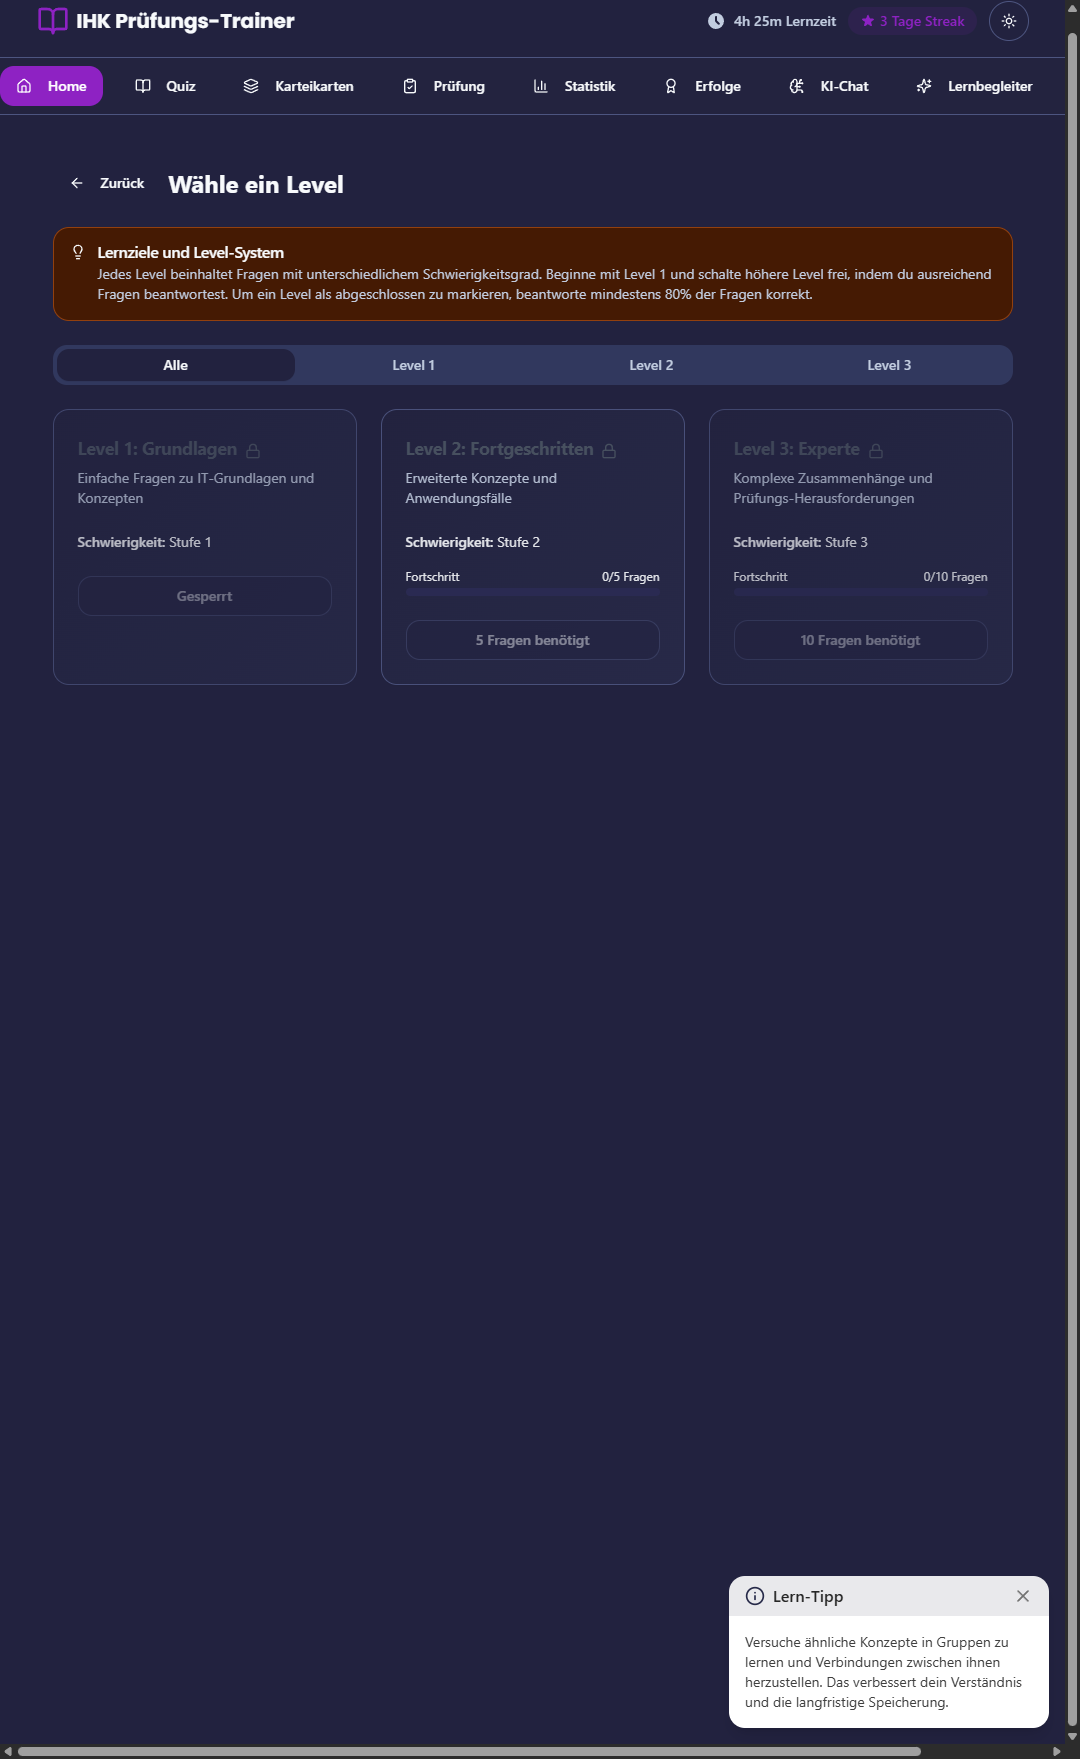 IHK Prüfungs-Trainer
4h 25m Lernzeit
3 Tage Streak
Home
Quiz
Karteikarten
Prüfung
Statistik
Erfolge
KI-Chat
Lernbegleiter
Zurück
Wähle ein Level
Lernziele und Level-System
Jedes Level beinhaltet Fragen mit unterschiedlichem Schwierigkeitsgrad. Beginne mit Level 1 und schalte höhere Level frei, indem du ausreichend
Fragen beantwortest. Um ein Level als abgeschlossen zu markieren, beantworte mindestens 80% der Fragen korrekt.
Alle
Level 1
Level 2
Level 3
Level 1: Grundlagen
Einfache Fragen zu IT-Grundlagen und
Konzepten
Schwierigkeit: Stufe 1
Gesperrt
Level 2: Fortgeschritten
Erweiterte Konzepte und
Anwendungsfälle
Schwierigkeit: Stufe 2
Fortschritt
0/5 Fragen
5 Fragen benötigt
Level 3: Experte
Komplexe Zusammenhänge und
Prüfungs-Herausforderungen
Schwierigkeit: Stufe 3
Fortschritt
0/10 Fragen
10 Fragen benötigt
Lern-Tipp
Versuche ähnliche Konzepte in Gruppen zu
lernen und Verbindungen zwischen ihnen
herzustellen. Das verbessert dein Verständnis
und die langfristige Speicherung.